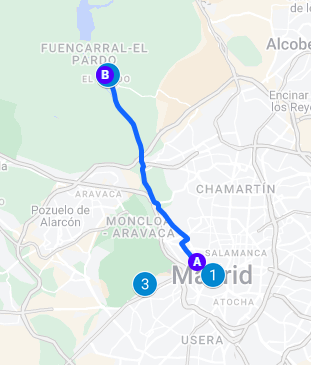 Alcobe
FUENCARRAL-EL
PARDO
B
EL PARDO
Encinar
los Reye
ARAVACA
CHAMARTÍN
Pozuelo de
Alarcón
MONCLOA
- ARAVACA
SALAMANCA
A
1
Madrid
3
ATOCHA
USERA